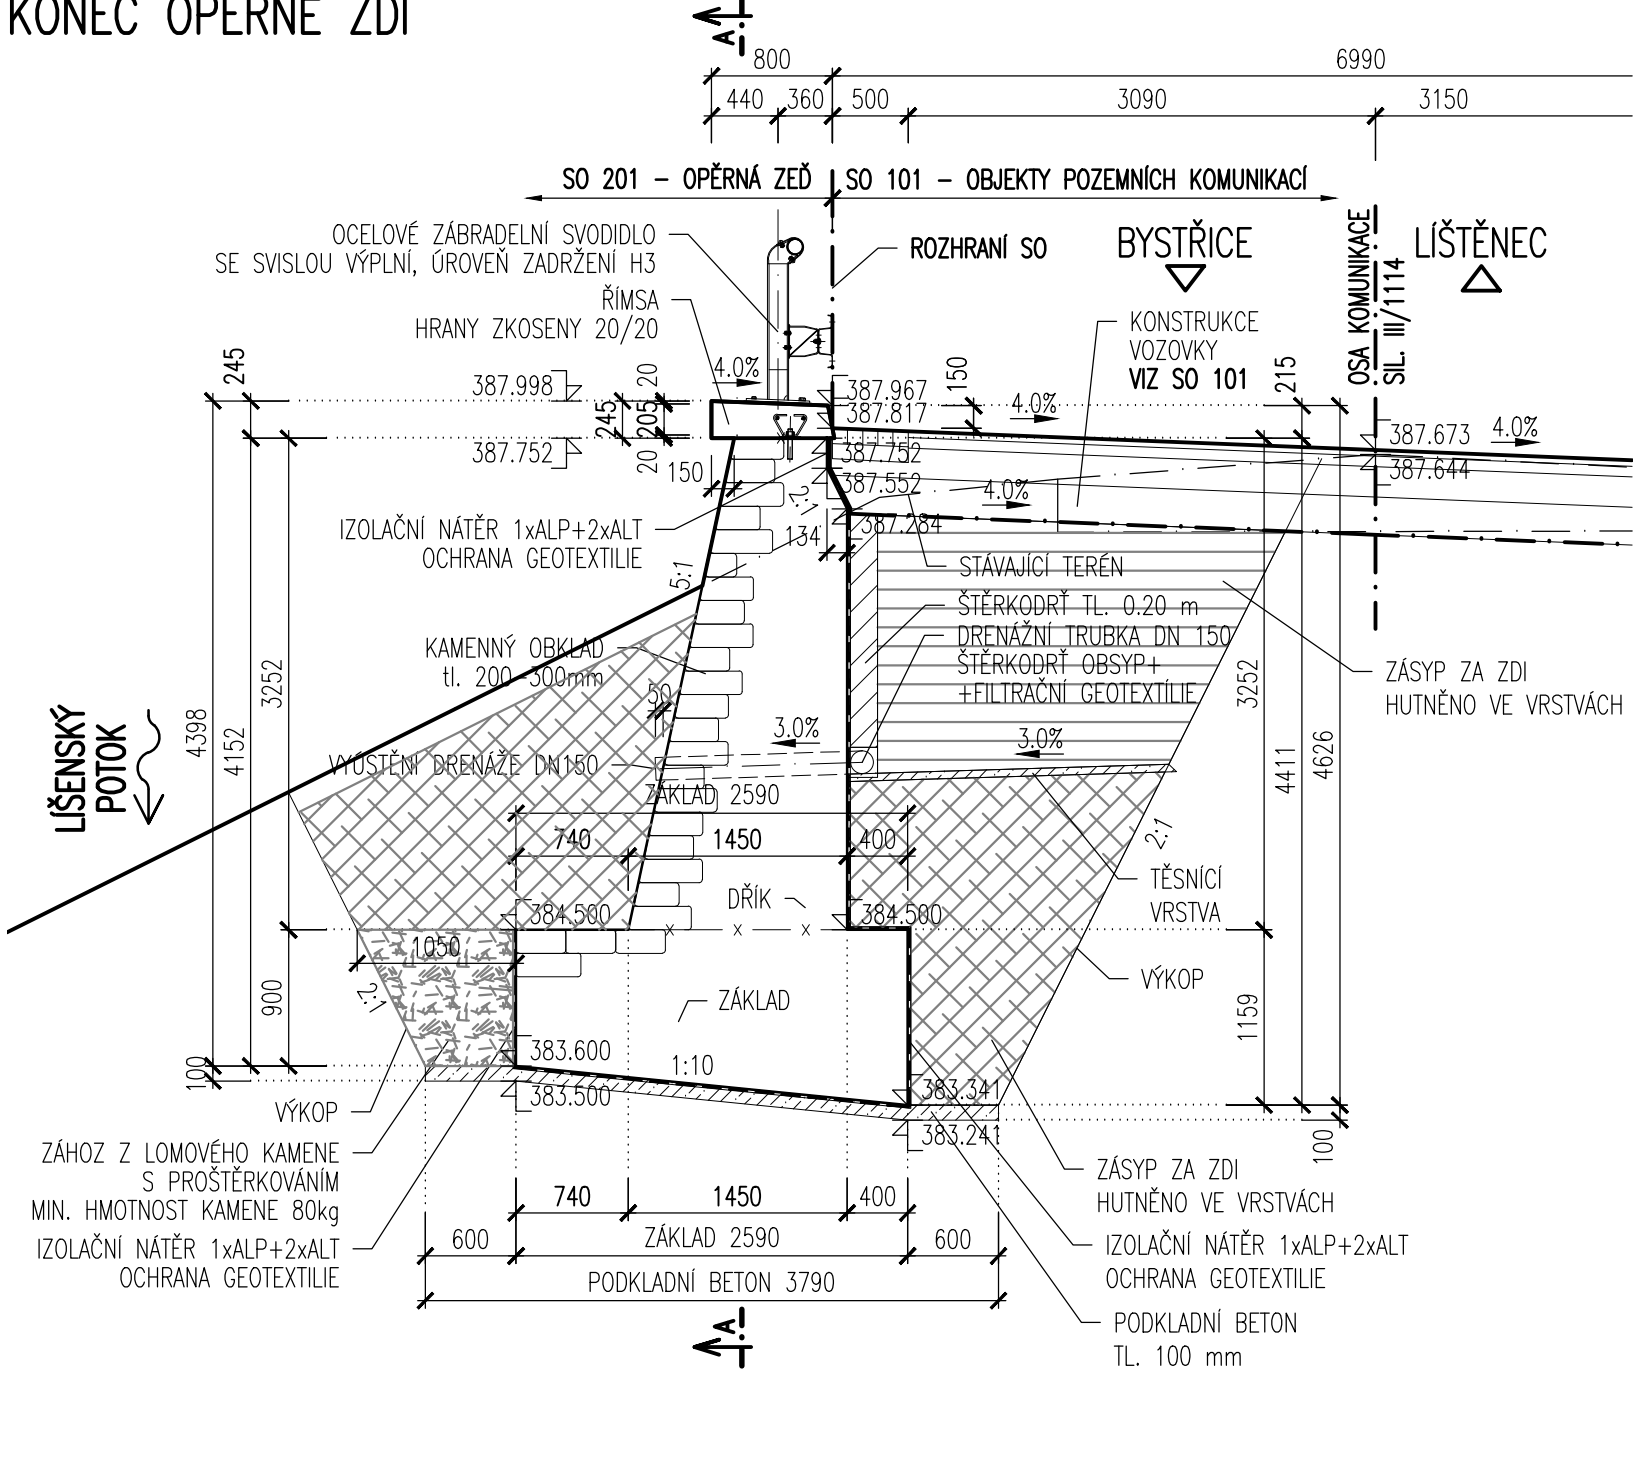 KONEC OPĚRNÉ ZDI
A
800
6990
440
360
500
3090
3150
SO 201 – OPĚRNÁ ZEĎ
SO 101 – OBJEKTY POZEMNÍCH KOMUNIKACÍ
OCELOVÉ ZÁBRADELNÍ SVODIDLO
SE SVISLOU VÝPLNÍ, ÚROVEŇ ZADRŽENÍ H3
ROZHRANÍ SO
BYSTŘICE
LÍŠTĚNEC
OSA KOMUNIKACE
SIL. III/1114
ŘÍMSA
HRANY ZKOSENY 20/20
KONSTRUKCE
VOZOVKY
VIZ SO 101
245
387.998
387.752
245
20
205
20
4.0%
387.967
387.817
387.752
387.552
387.284
150
4.0%
215
387.673
387.644
4.0%
4.0%
150
2:1
134
5:1
IZOLAČNÍ NÁTĚR 1xALP+2xALT
OCHRANA GEOTEXTILIE
STÁVAJÍCÍ TERÉN
ŠTĚRKODRŤ TL. 0.20 m
DRENÁŽNÍ TRUBKA DN 150
ŠTĚRKODRŤ OBSYP+
+FILTRAČNÍ GEOTEXTÍLIE
KAMENNÝ OBKLAD
tl. 200-300mm
50
ZÁSYP ZA ZDI
HUTNĚNO VE VRSTVÁCH
LÍŠENSKÝ
POTOK
4398
4152
3252
3252
4411
4626
3.0%
3.0%
VYÚSTĚNÍ DRENÁŽE DN150
ZÁKLAD 2590
740
1450
400
2:1
TĚSNÍCÍ
VRSTVA
DŘÍK
384.500
384.500
1050
2:1
VÝKOP
900
ZÁKLAD
1159
383.600
1:10
383.500
383.341
383.241
100
100
VÝKOP
ZÁHOZ Z LOMOVÉHO KAMENE
S PROŠTĚRKOVÁNÍM
MIN. HMOTNOST KAMENE 80kg
IZOLAČNÍ NÁTĚR 1xALP+2xALT
OCHRANA GEOTEXTILIE
ZÁSYP ZA ZDI
HUTNĚNO VE VRSTVÁCH
IZOLAČNÍ NÁTĚR 1xALP+2xALT
OCHRANA GEOTEXTILIE
740
1450
400
600
ZÁKLAD 2590
600
PODKLADNÍ BETON 3790
PODKLADNÍ BETON
TL. 100 mm
A